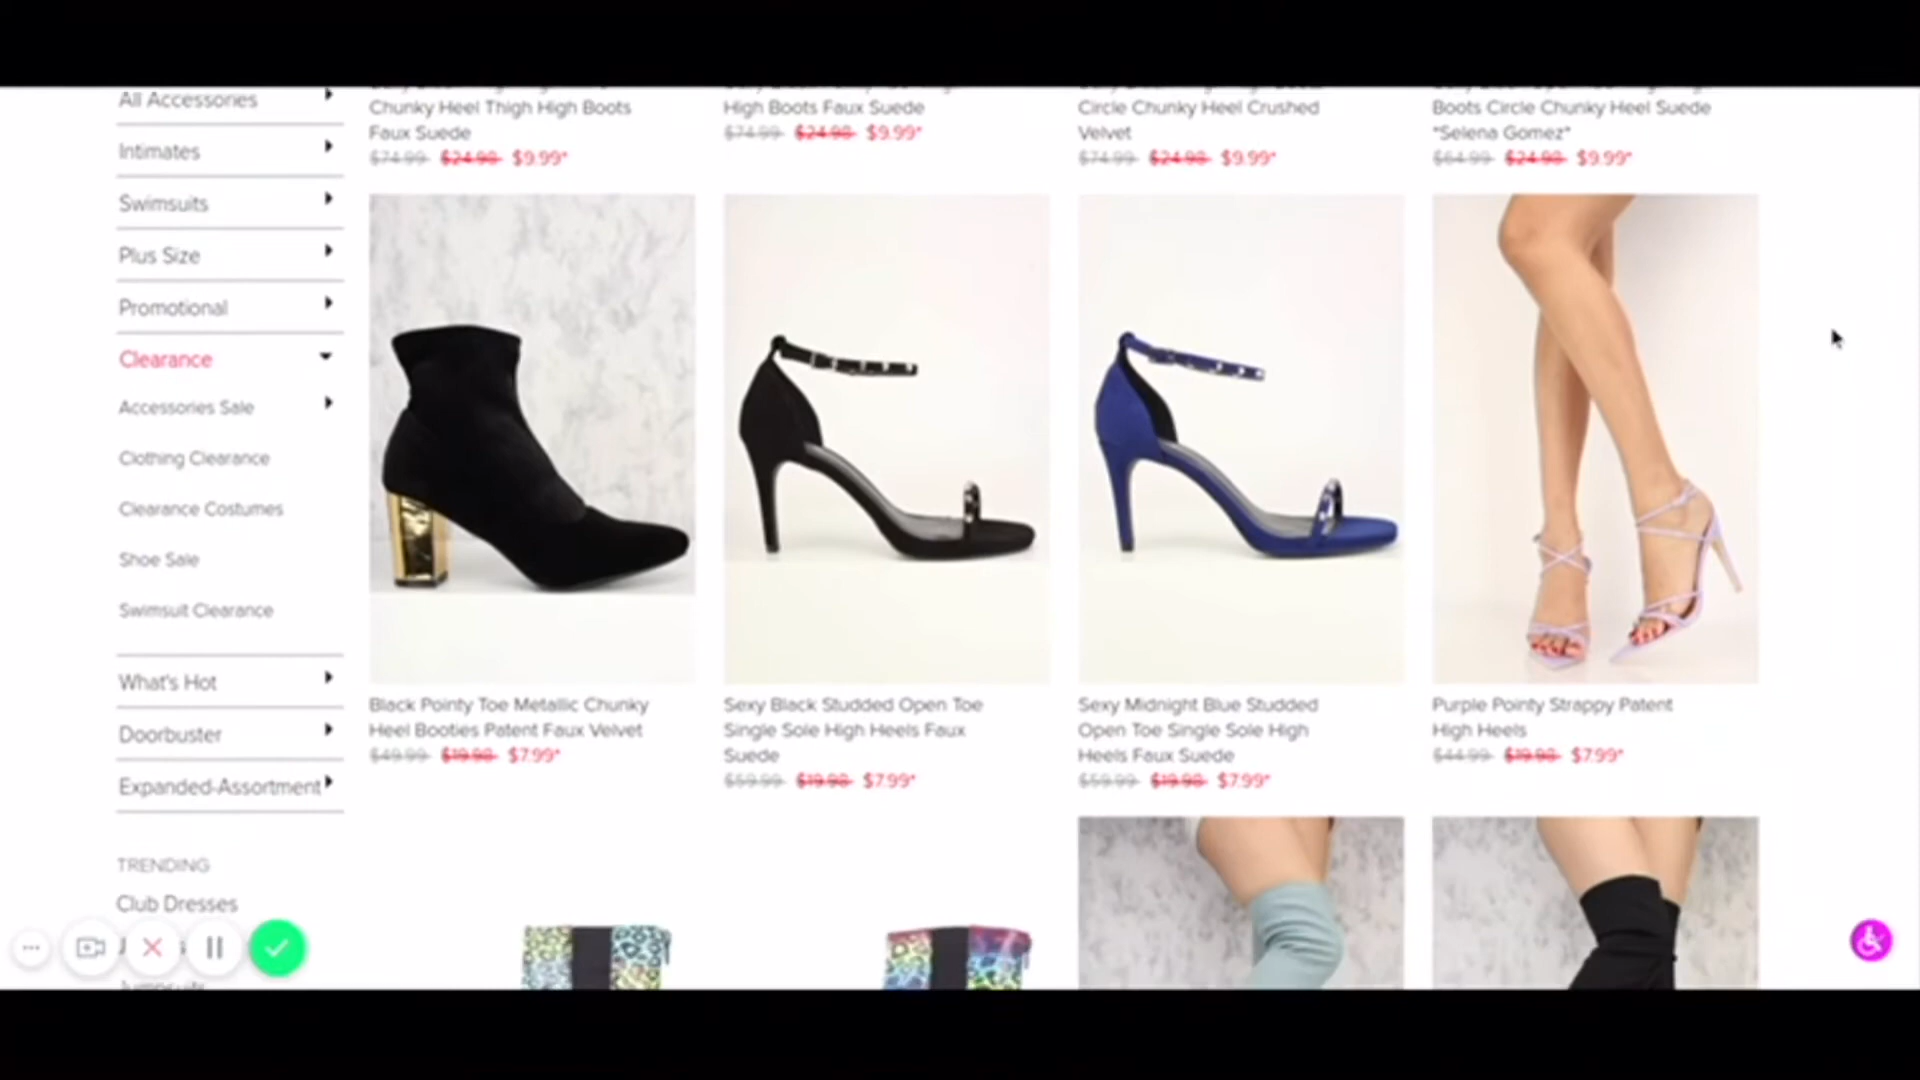 All Accessories
Intimates
Swimsuits
Plus Size
Promotional
Clearance
Accessories Sale
Clothing Clearance
Clearance Costumes
Shoe Sale
Swimsuit Clearance
What's Hot
Doorbuster
Expanded-Assortment
TRENDING
Club Dresses
Chunky Heel Thigh High Boots
Faux Suede
$74.99 $24.98 $9.99*
High Boots Faux Suede
$74.99 $24.98 $9.99*
Circle Chunky Heel Crushed
Velvet
$74.99 $24.98 $9.99*
Boots Circle Chunky Heel Suede
"Selena Gomez"
$64.99 $24.98 $9.99*
Black Pointy Toe Metallic Chunky
Heel Booties Patent Faux Velvet
$49.99 $19.98 $7.99*
Sexy Black Studded Open Toe
Single Sole High Heels Faux
Suede
$59.99 $19.98 $7.99*
Sexy Midnight Blue Studded
Open Toe Single Sole High
Heels Faux Suede
$59.99 $19.98 $7.99*
Purple Pointy Strappy Patent
High Heels
$44.99 $19.98 $7.99*